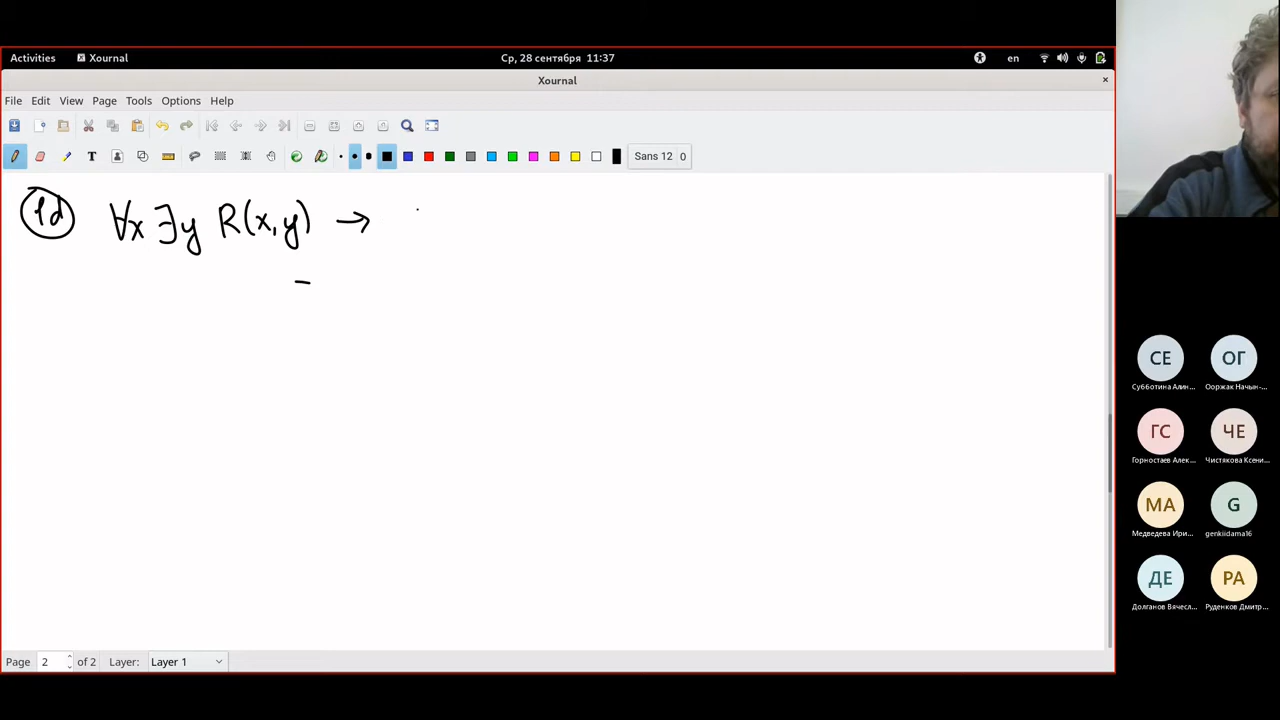 Activities Xournal Ср, 28 сентября 11:37 en
Xournal ×
File Edit View Page Tools Options Help
T Sans 12 0
1d ∀x ∃y R(x,y) →
–
СЕ ОГ
Субботина Алин... Ооржак Начын-...
ГС ЧЕ
Горностаев Алек... Чистякова Ксени...
МА G
Медведева Ири... genkiidama16
ДЕ РА
Долганов Вячесл... Руденков Дмитр...
Page 2 of 2 Layer: Layer 1